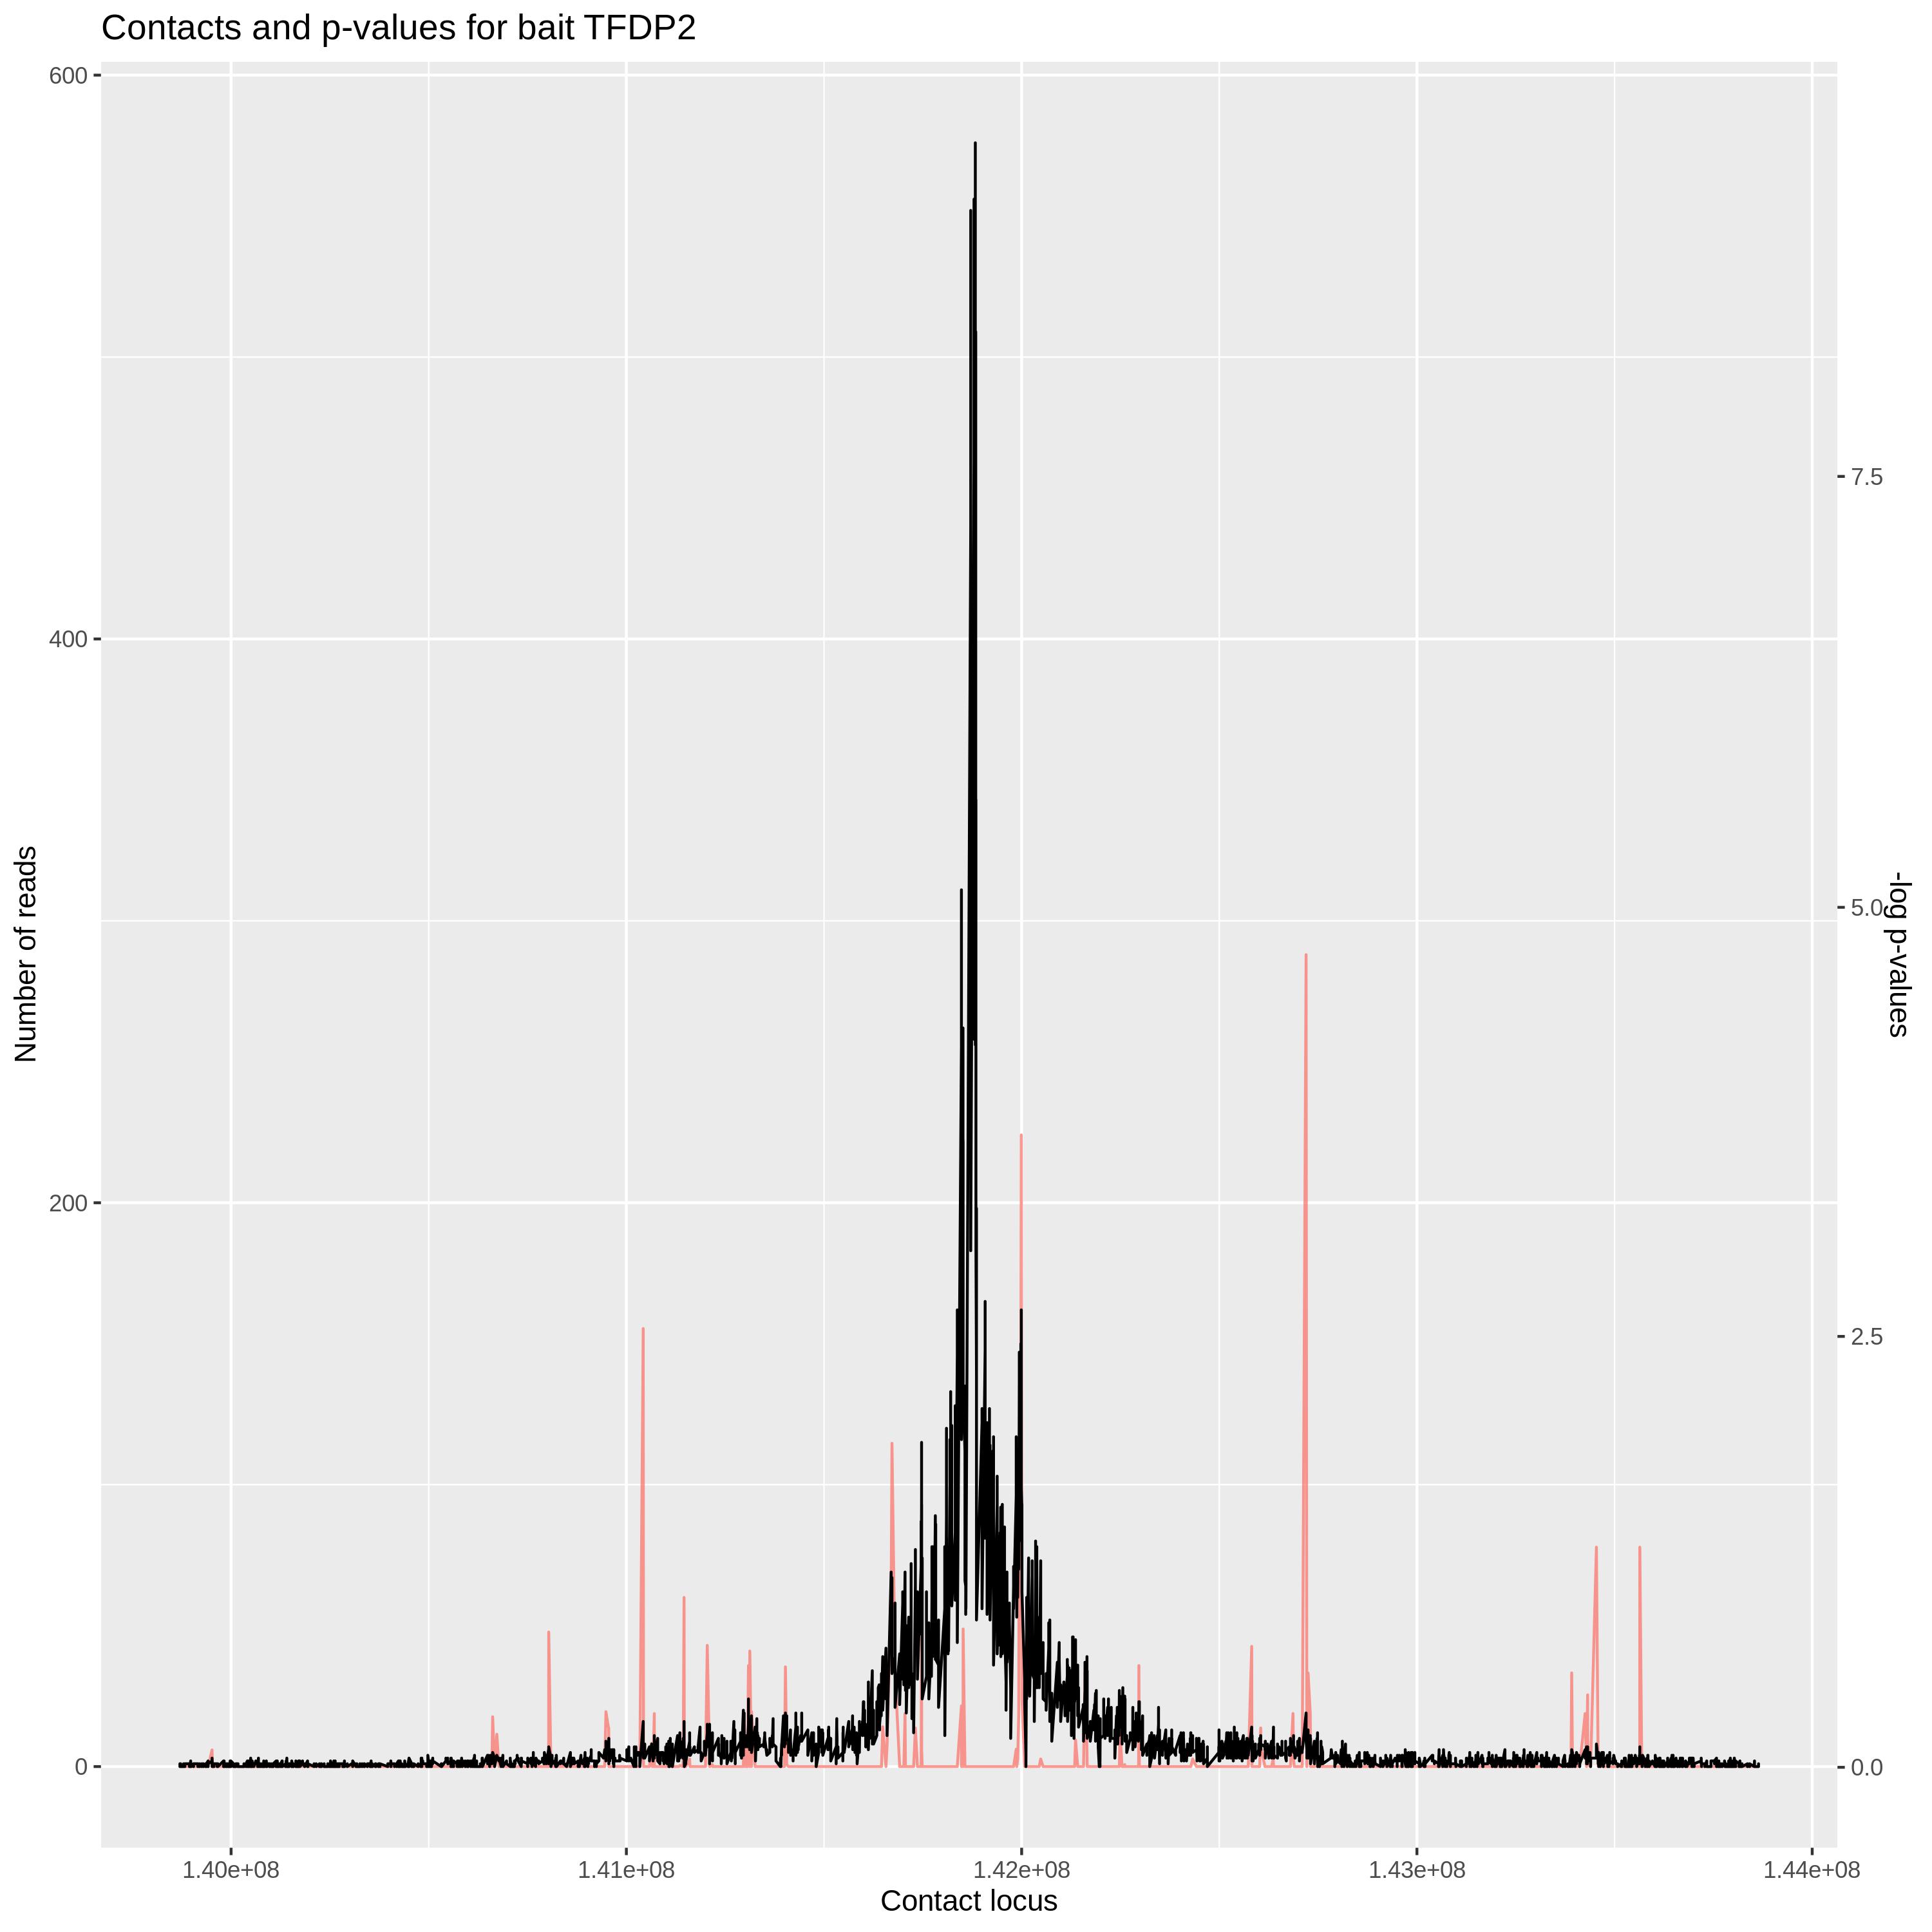 Contacts and p-values for bait TFDP2
600
400
200
0
Number of reads
7.5
5.0
2.5
0.0
-log p-values
1.40e+08 1.41e+08 1.42e+08 1.43e+08 1.44e+08
Contact locus